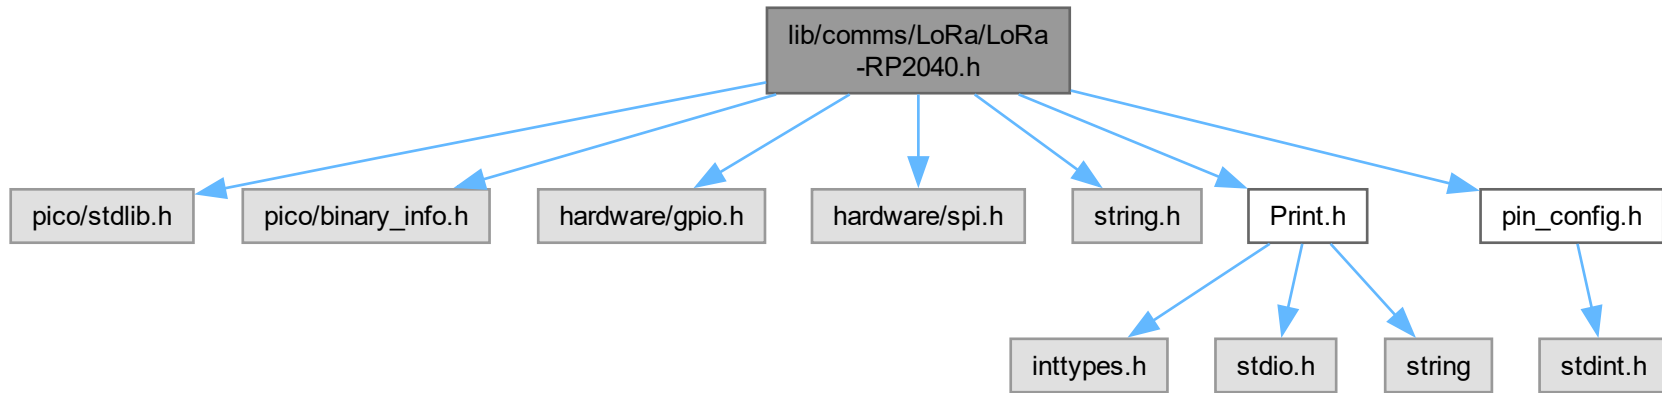 lib/comms/LoRa/LoRa
-RP2040.h
pico/stdlib.h
pico/binary_info.h
hardware/gpio.h
hardware/spi.h
string.h
Print.h
pin_config.h
inttypes.h
stdio.h
string
stdint.h